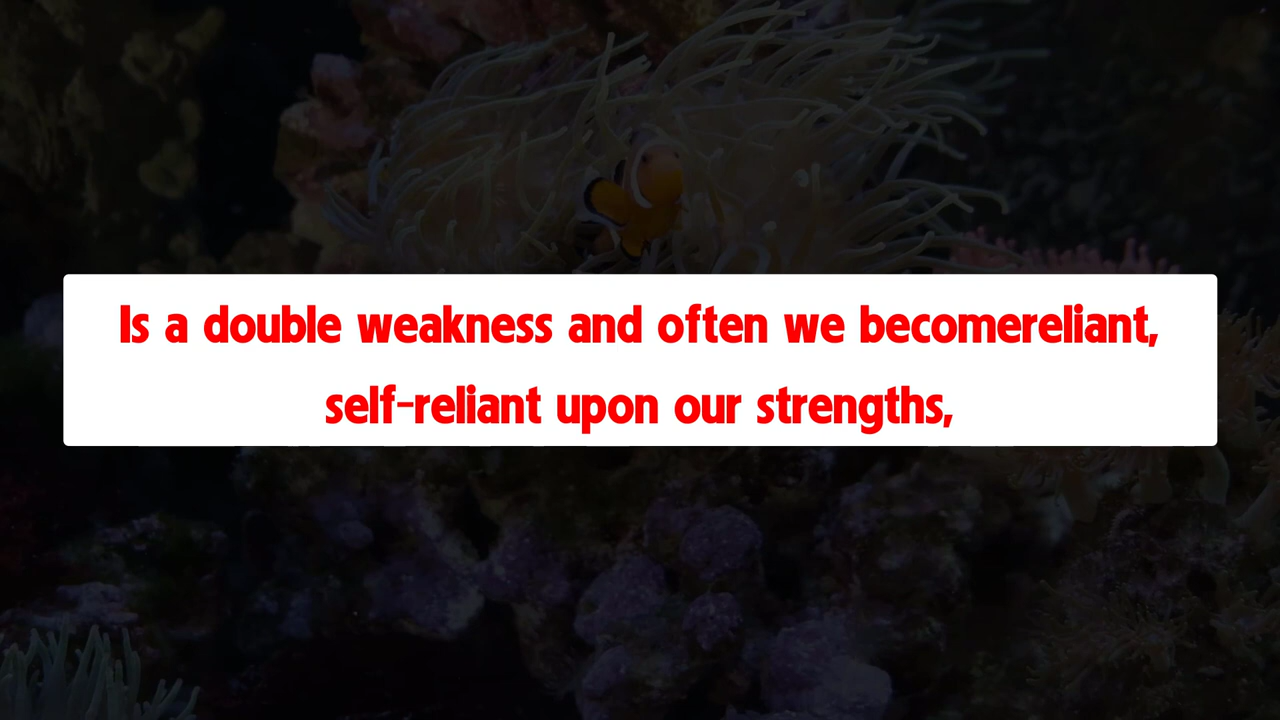 Is a double weakness and often we becomereliant,
self-reliant upon our strengths,